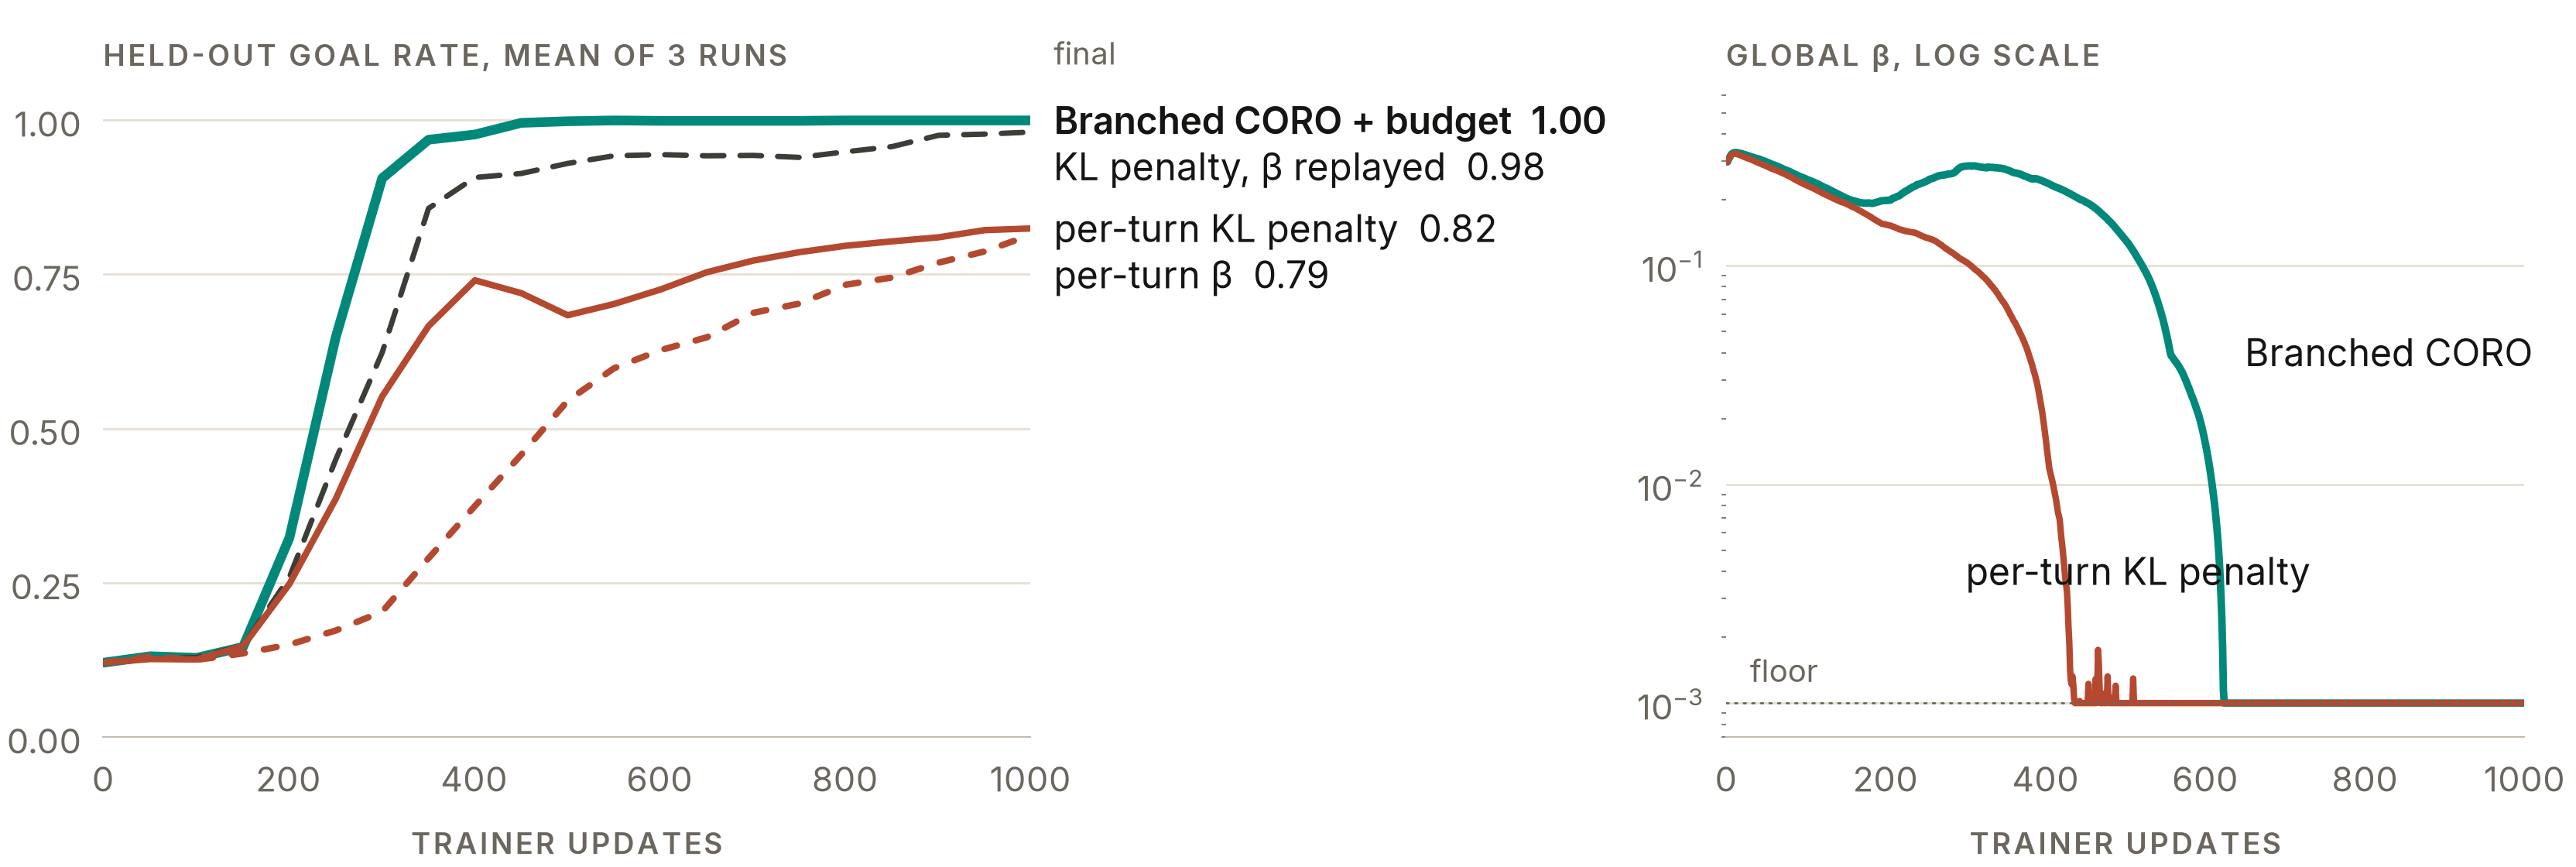 HELD-OUT GOAL RATE, MEAN OF 3 RUNS
final
1.00
0.75
0.50
0.25
0.00
0 200 400 600 800 1000
TRAINER UPDATES
Branched CORO + budget 1.00
KL penalty, β replayed 0.98
per-turn KL penalty 0.82
per-turn β 0.79
GLOBAL β, LOG SCALE
10⁻¹
10⁻²
10⁻³
Branched CORO
per-turn KL penalty
floor
0 200 400 600 800 1000
TRAINER UPDATES